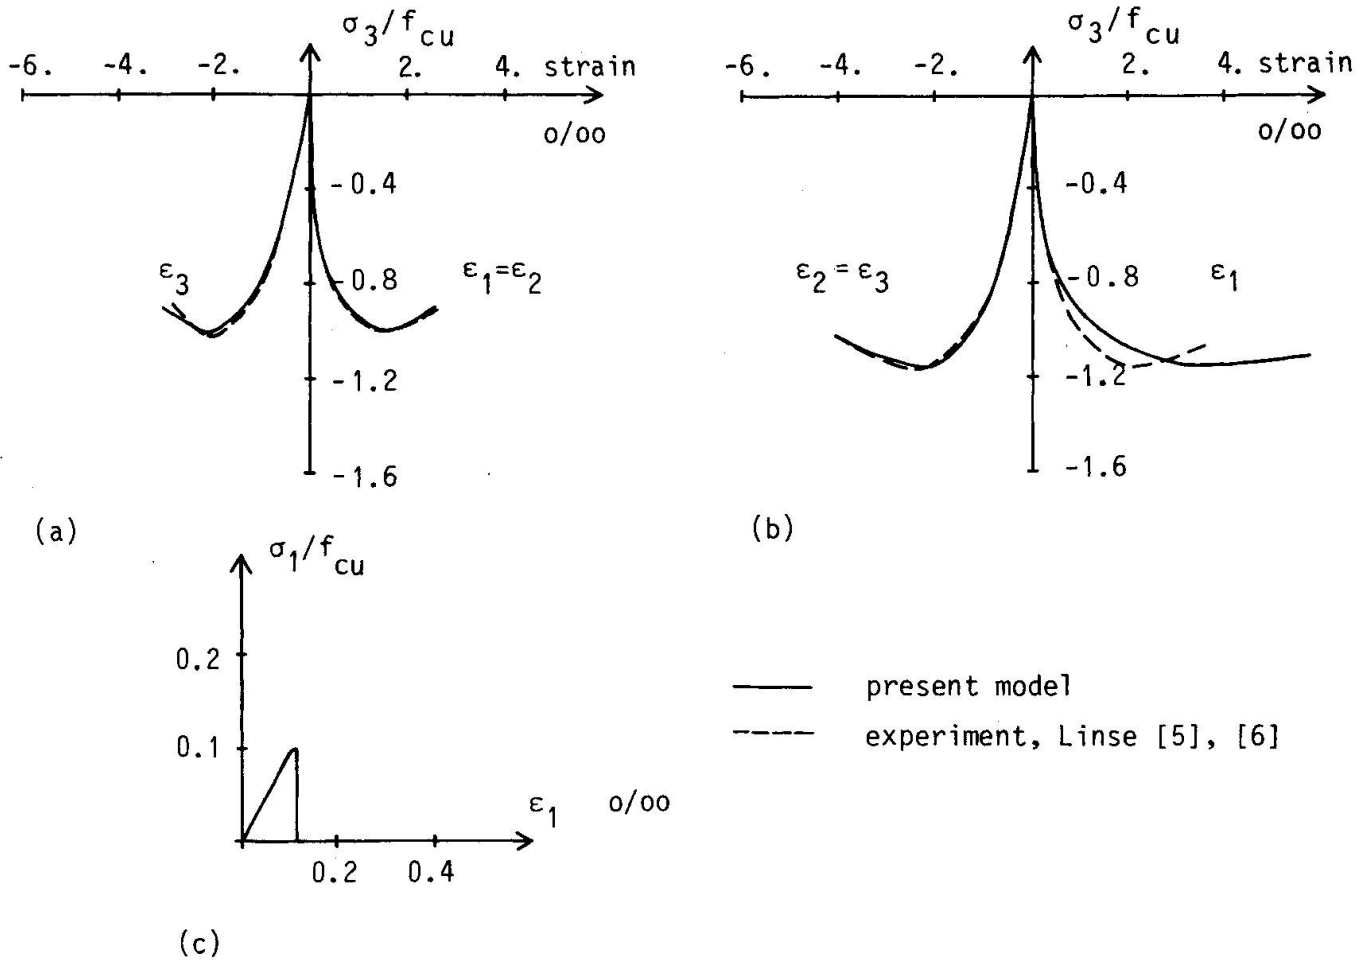 σ3/fcu
-6. -4. -2. 2. 4. strain
o/oo
-0.4
ε3 -0.8 ε1=ε2
-1.2
-1.6
(a)
σ3/fcu
-6. -4. -2. 2. 4. strain
o/oo
-0.4
ε2=ε3 -0.8 ε1
-1.2
-1.6
(b)
σ1/fcu
0.2
0.1
ε1 o/oo
0.2 0.4
(c)
present model
experiment, Linse [5], [6]